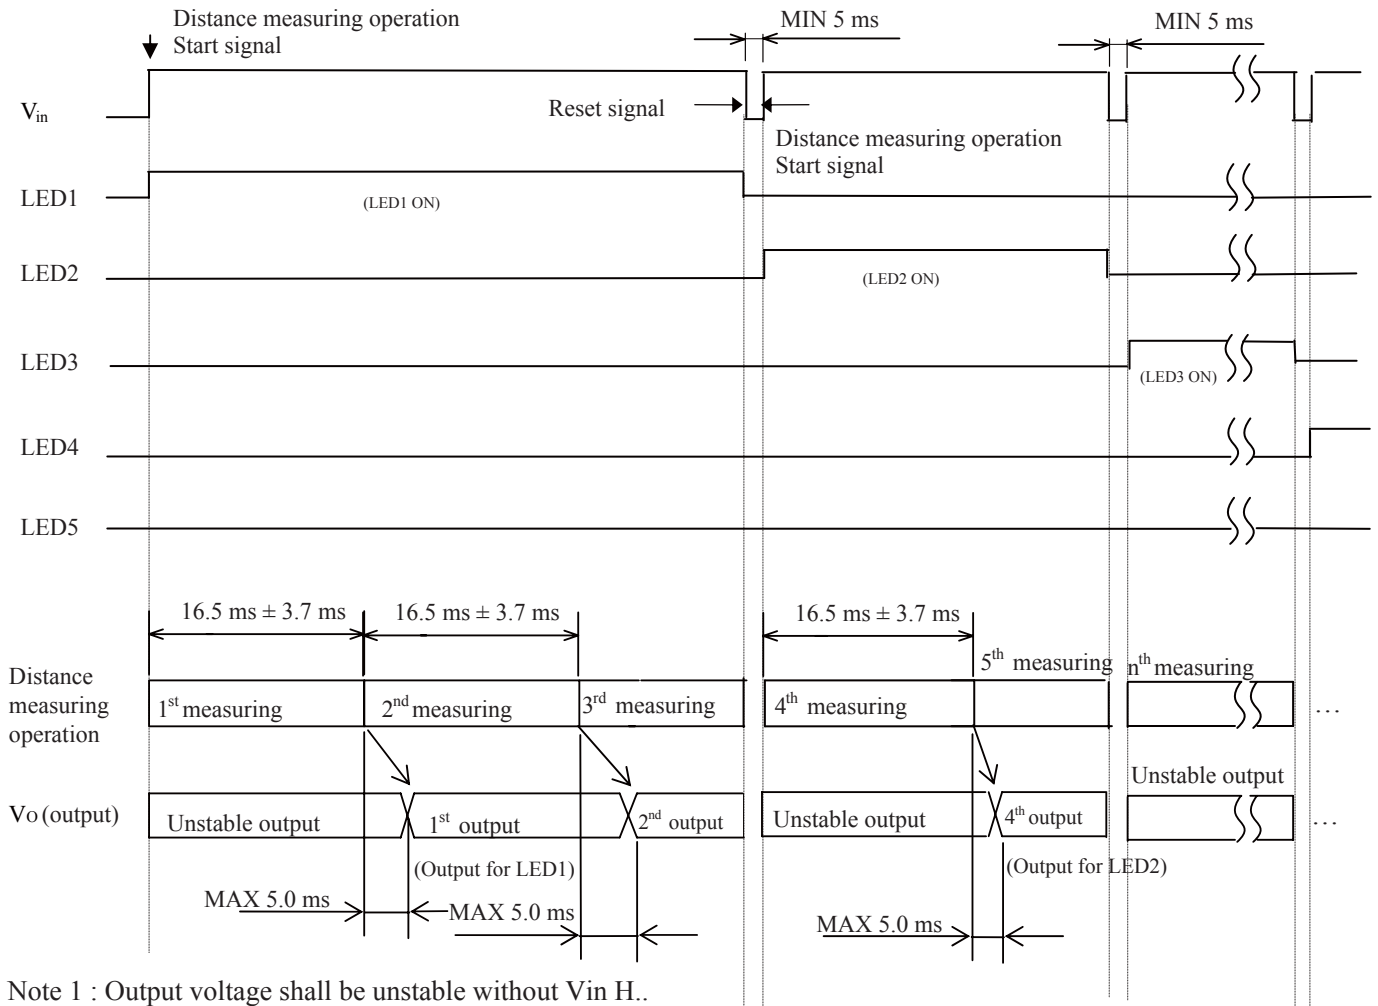 Distance measuring operation
Start signal
MIN 5 ms
MIN 5 ms
Vin
Reset signal
Distance measuring operation
Start signal
LED1
(LED1 ON)
LED2
(LED2 ON)
LED3
(LED3 ON)
LED4
LED5
16.5 ms ± 3.7 ms
16.5 ms ± 3.7 ms
16.5 ms ± 3.7 ms
Distance
measuring
operation
1st measuring
2nd measuring
3rd measuring
4th measuring
5th measuring
nth measuring
...
Vo (output)
Unstable output
1st output
2nd output
Unstable output
4th output
Unstable output
...
(Output for LED1)
(Output for LED2)
MAX 5.0 ms
MAX 5.0 ms
MAX 5.0 ms
Note 1 : Output voltage shall be unstable without Vin H..